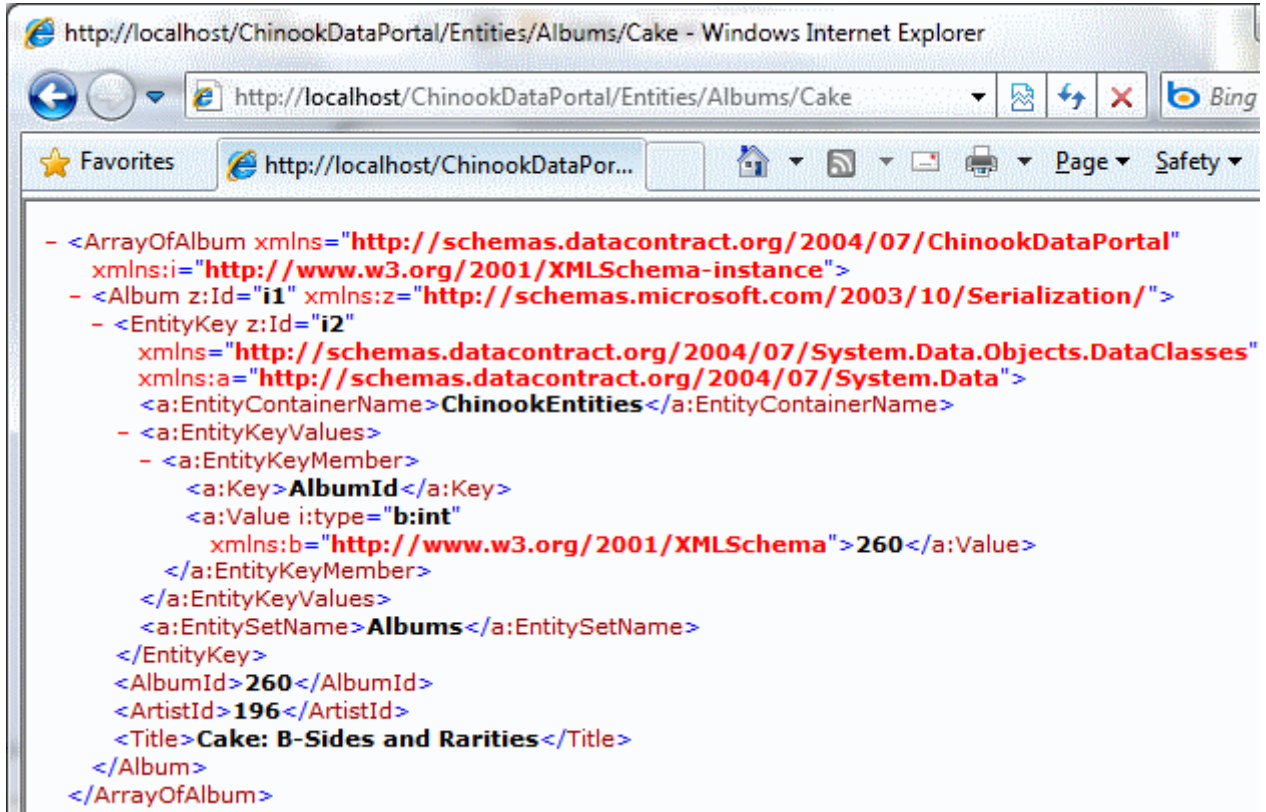 http://localhost/ChinookDataPortal/Entities/Albums/Cake - Windows Internet Explorer
http://localhost/ChinookDataPortal/Entities/Albums/Cake
Bing
Favorites
http://localhost/ChinookDataPor...
Page
Safety
- <ArrayOfAlbum xmlns="http://schemas.datacontract.org/2004/07/ChinookDataPortal"
xmlns:i="http://www.w3.org/2001/XMLSchema-instance">
- <Album z:Id="i1" xmlns:z="http://schemas.microsoft.com/2003/10/Serialization/">
- <EntityKey z:Id="i2"
xmlns="http://schemas.datacontract.org/2004/07/System.Data.Objects.DataClasses"
xmlns:a="http://schemas.datacontract.org/2004/07/System.Data">
<a:EntityContainerName>ChinookEntities</a:EntityContainerName>
- <a:EntityKeyValues>
- <a:EntityKeyMember>
<a:Key>AlbumId</a:Key>
<a:Value i:type="b:int"
xmlns:b="http://www.w3.org/2001/XMLSchema">260</a:Value>
</a:EntityKeyMember>
</a:EntityKeyValues>
<a:EntitySetName>Albums</a:EntitySetName>
</EntityKey>
<AlbumId>260</AlbumId>
<ArtistId>196</ArtistId>
<Title>Cake: B-Sides and Rarities</Title>
</Album>
</ArrayOfAlbum>